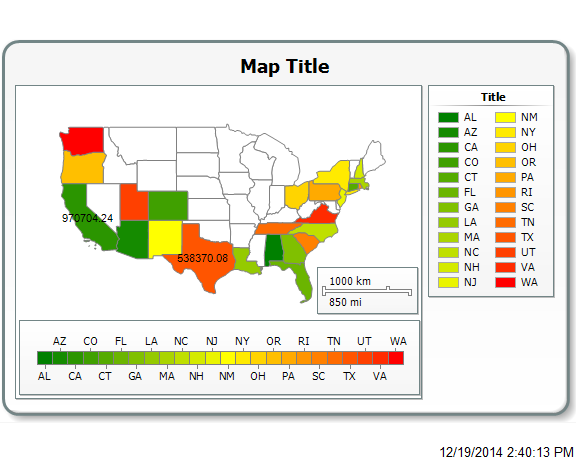 Map Title
970704.24
538370.08
1000 km
850 mi
Title
AL NM
AZ NY
CA OH
CO OR
CT PA
FL RI
GA SC
LA TN
MA TX
NC UT
NH VA
NJ WA
AZ CO FL LA NC NJ NY OR RI TN UT WA
AL CA CT GA MA NH NM OH PA SC TX VA
12/19/2014 2:40:13 PM